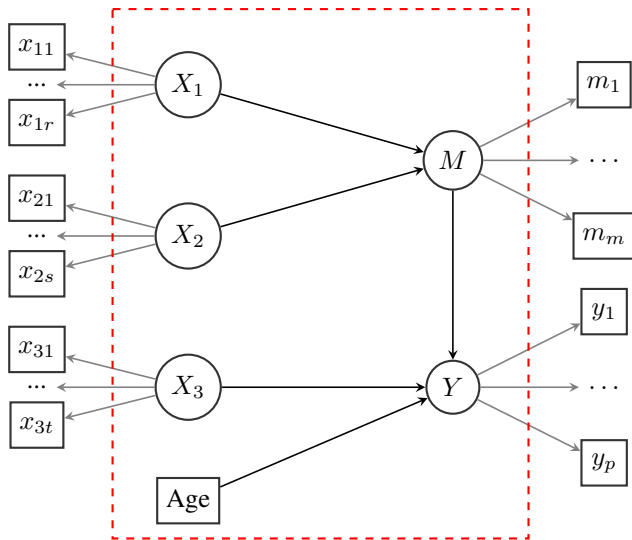 x₁₁
...
x₁ᵣ
X₁
x₂₁
...
x₂ₛ
X₂
x₃₁
...
x₃ₜ
X₃
Age
M
m₁
...
mₘ
Y
y₁
...
yₚ